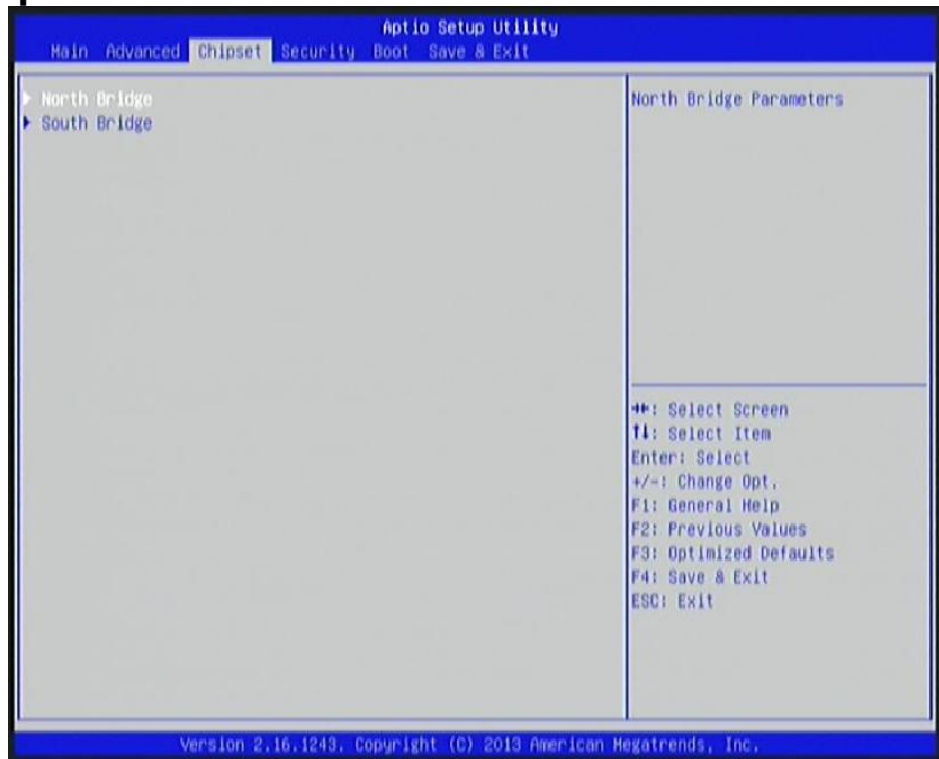 Aptio Setup Utility
Main Advanced Chipset Security Boot Save & Exit
North Bridge
South Bridge
North Bridge Parameters
→←: Select Screen
↑↓: Select Item
Enter: Select
+/-: Change Opt.
F1: General Help
F2: Previous Values
F3: Optimized Defaults
F4: Save & Exit
ESC: Exit
Version 2.16.1243. Copyright (C) 2013 American Megatrends, Inc.